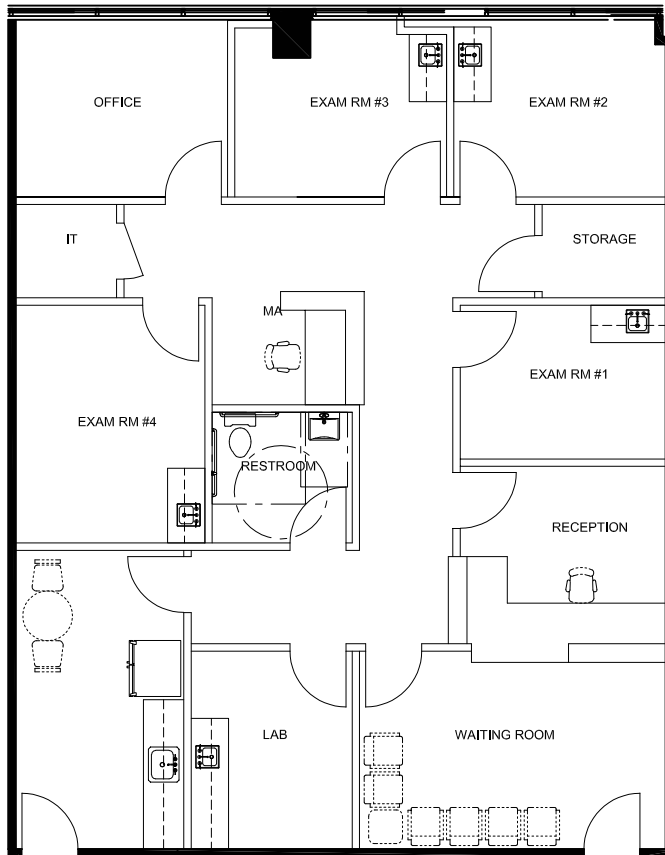 OFFICE
EXAM RM #3
EXAM RM #2
IT
STORAGE
MA
EXAM RM #1
EXAM RM #4
RESTROOM
RECEPTION
LAB
WAITING ROOM